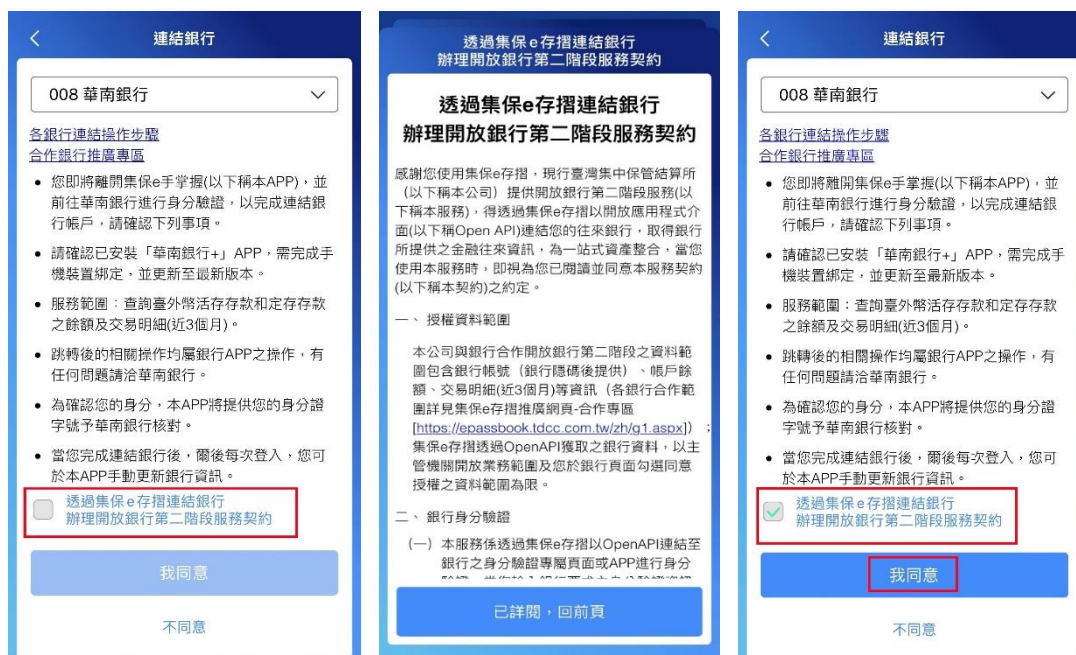 連結銀行
008 華南銀行
各銀行連結操作步驟
合作銀行推廣專區
• 您即將離開集保e手掌握(以下稱本APP)，並
前往華南銀行進行身分驗證，以完成連結銀
行帳戶，請確認下列事項。
• 請確認已安裝「華南銀行+」APP，需完成手
機裝置綁定，並更新至最新版本。
• 服務範圍：查詢臺外幣活存存款和定存存款
之餘額及交易明細(近3個月)。
• 跳轉後的相關操作均屬銀行APP之操作，有
任何問題請洽華南銀行。
• 為確認您的身分，本APP將提供您的身分證
字號予華南銀行核對。
• 當您完成連結銀行後，爾後每次登入，您可
於本APP手動更新銀行資訊。
透過集保e存摺連結銀行
辦理開放銀行第二階段服務契約
我同意
不同意
透過集保e存摺連結銀行
辦理開放銀行第二階段服務契約
透過集保e存摺連結銀行
辦理開放銀行第二階段服務契約
感謝您使用集保e存摺，現行臺灣集中保管結算所
（以下稱本公司）提供開放銀行第二階段服務(以
下稱本服務)，得透過集保e存摺以開放應用程式介
面(以下稱Open API)連結您的往來銀行，取得銀行
所提供之金融往來資訊，為一站式資產整合，當您
使用本服務時，即視為您已閱讀並同意本服務契約
(以下稱本契約)之約定。
一、 授權資料範圍
本公司與銀行合作開放銀行第二階段之資料範
圍包含銀行帳號（銀行隱碼後提供）、帳戶餘
額、交易明細(近3個月)等資訊（各銀行合作範
圍詳見集保e存摺推廣網頁-合作專區
[https://epassbook.tdcc.com.tw/zh/g1.aspx]）；
集保e存摺透過OpenAPI獲取之銀行資料，以主
管機關開放業務範圍及您於銀行頁面勾選同意
授權之資料範圍為限。
二、 銀行身分驗證
（一） 本服務係透過集保e存摺以OpenAPI連結至
銀行之身分驗證專屬頁面或APP進行身分
已詳閱，回前頁
連結銀行
008 華南銀行
各銀行連結操作步驟
合作銀行推廣專區
• 您即將離開集保e手掌握(以下稱本APP)，並
前往華南銀行進行身分驗證，以完成連結銀
行帳戶，請確認下列事項。
• 請確認已安裝「華南銀行+」APP，需完成手
機裝置綁定，並更新至最新版本。
• 服務範圍：查詢臺外幣活存存款和定存存款
之餘額及交易明細(近3個月)。
• 跳轉後的相關操作均屬銀行APP之操作，有
任何問題請洽華南銀行。
• 為確認您的身分，本APP將提供您的身分證
字號予華南銀行核對。
• 當您完成連結銀行後，爾後每次登入，您可
於本APP手動更新銀行資訊。
透過集保e存摺連結銀行
辦理開放銀行第二階段服務契約
我同意
不同意